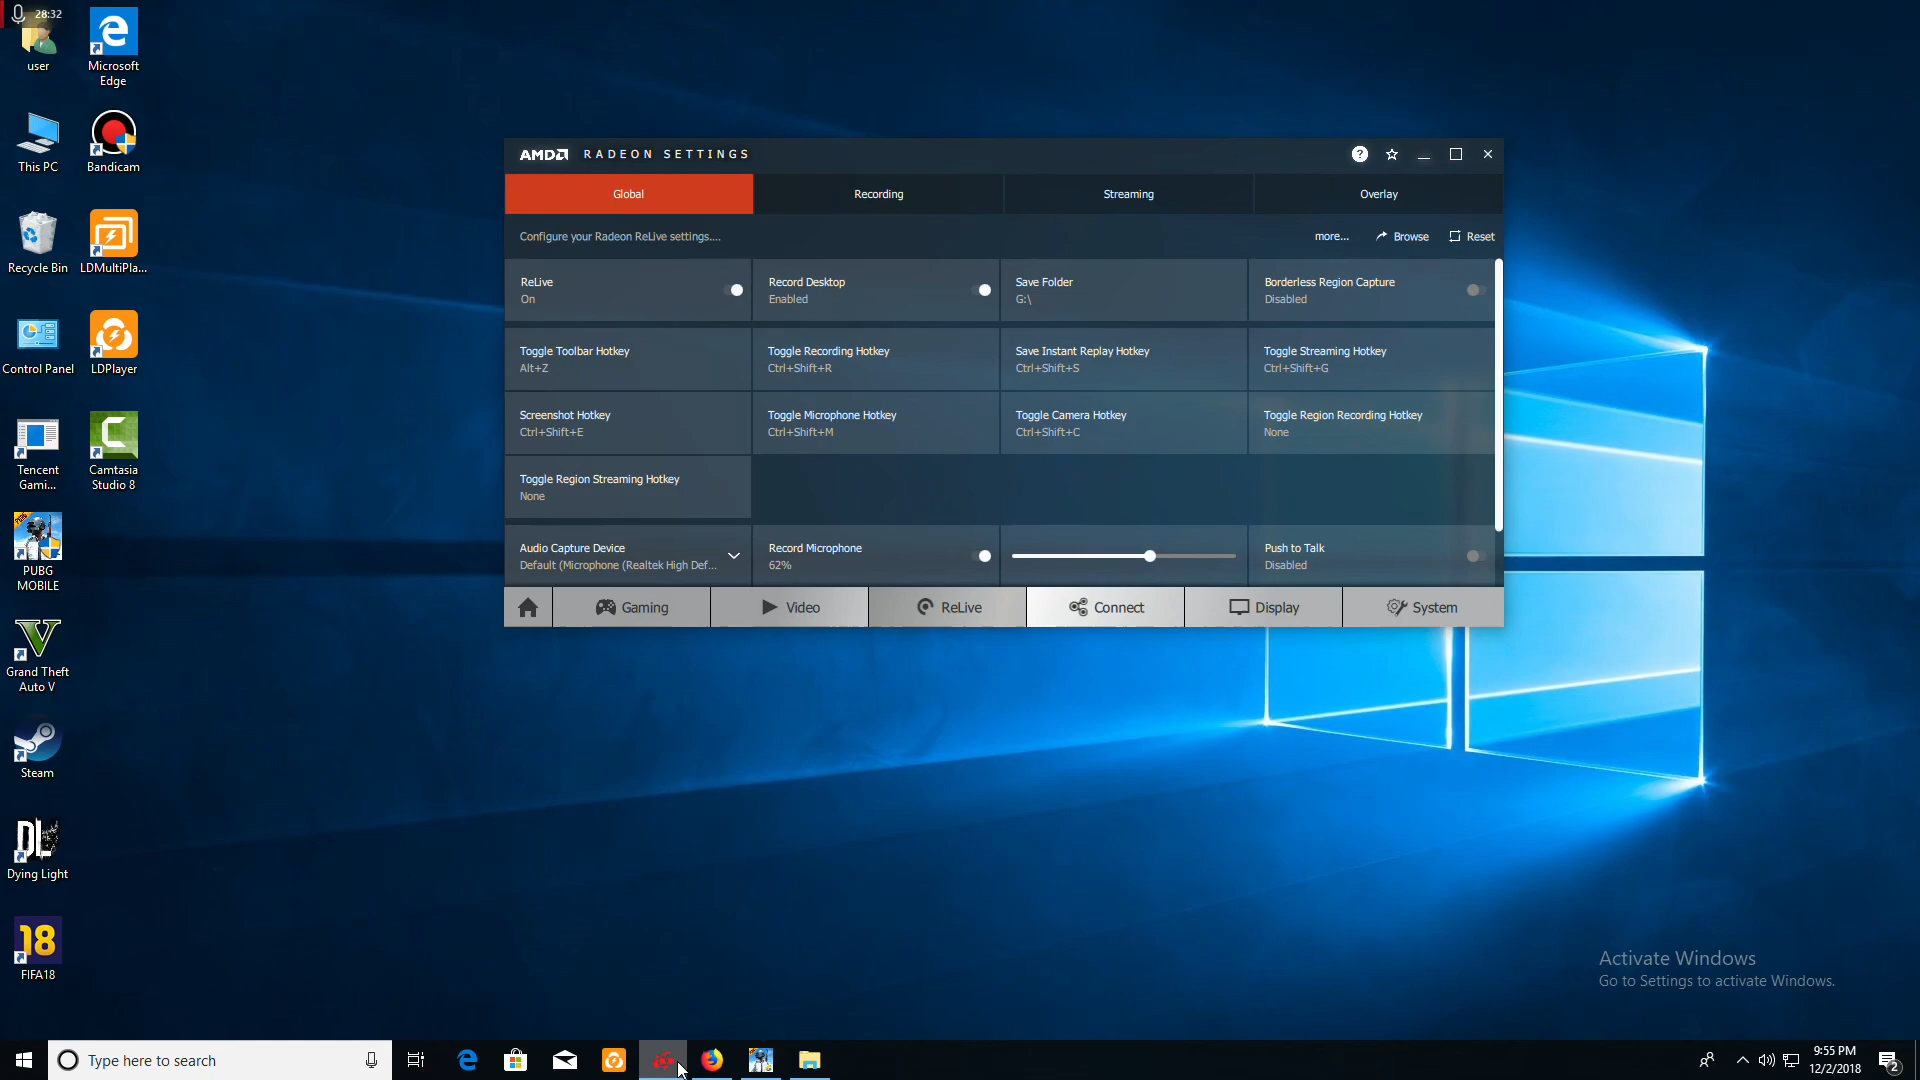 28:32
user
Microsoft
Edge
This PC
Bandicam
Recycle Bin
LDMultiPla...
Control Panel
LDPlayer
Tencent
Gami...
Camtasia
Studio 8
PUBG
MOBILE
Grand Theft
Auto V
Steam
DL
Dying Light
18
FIFA18
AMD RADEON SETTINGS
Global
Recording
Streaming
Overlay
Configure your Radeon ReLive settings....
more...
Browse
Reset
ReLive
On
Record Desktop
Enabled
Save Folder
G:\
Borderless Region Capture
Disabled
Toggle Toolbar Hotkey
Alt+Z
Toggle Recording Hotkey
Ctrl+Shift+R
Save Instant Replay Hotkey
Ctrl+Shift+S
Toggle Streaming Hotkey
Ctrl+Shift+G
Screenshot Hotkey
Ctrl+Shift+E
Toggle Microphone Hotkey
Ctrl+Shift+M
Toggle Camera Hotkey
Ctrl+Shift+C
Toggle Region Recording Hotkey
None
Toggle Region Streaming Hotkey
None
Audio Capture Device
Default (Microphone (Realtek High Def...
Record Microphone
62%
Push to Talk
Disabled
Gaming
Video
ReLive
Connect
Display
System
Activate Windows
Go to Settings to activate Windows.
Type here to search
9:55 PM
12/2/2018
2